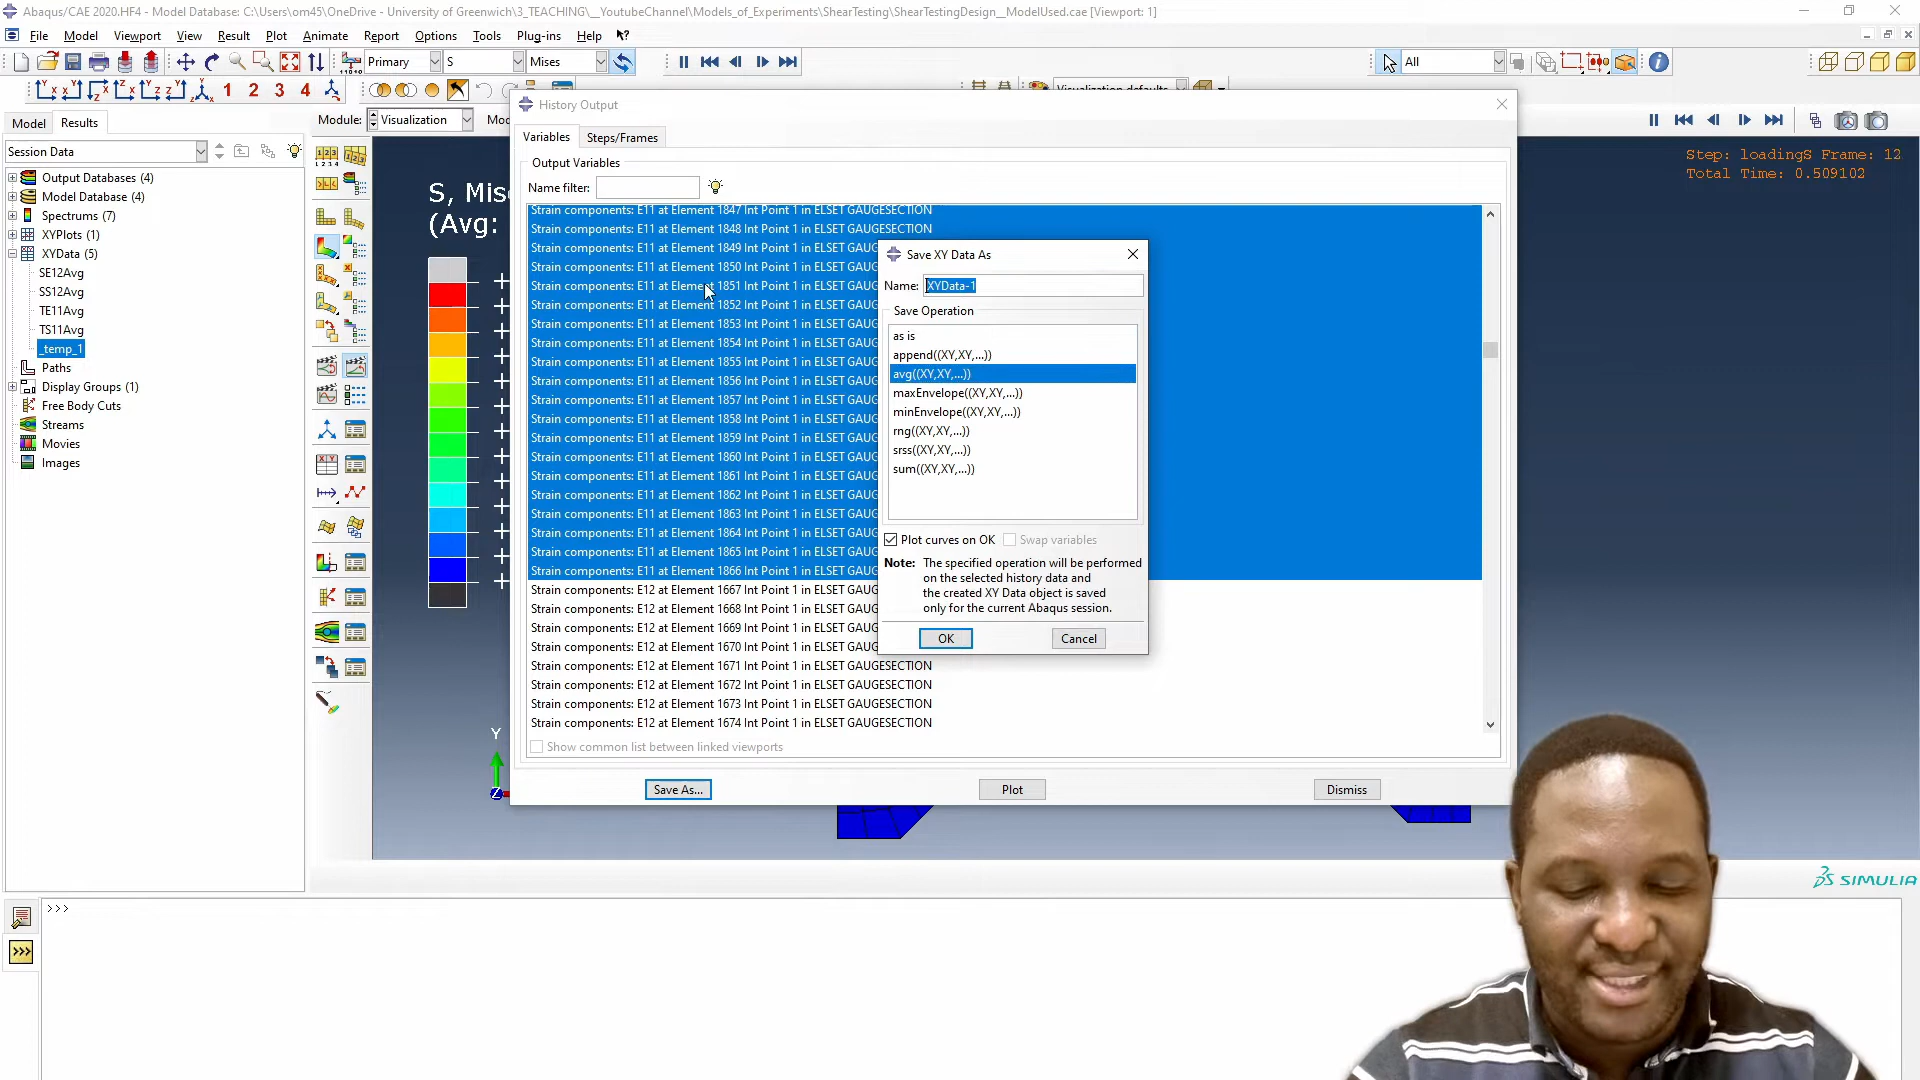 Abaqus/CAE 2020.HF4 - Model Database: C:\Users\om45\OneDrive - University of Greenwich\3_TEACHING\__YoutubeChannel\Models_of_Experiments\ShearTesting\ShearTestingDesign__ModelUsed.cae [Viewport: 1]
File Model Viewport View Result Plot Animate Report Options Tools Plug-ins Help
Primary S Mises All
1 2 3 4 Visualization defaults
History Output
Model Results Module: Visualization
Variables Steps/Frames
Session Data
Step: loadingS Frame: 12
Total Time: 0.509102
Output Variables
Name filter:
Output Databases (4)
Model Database (4)
Spectrums (7)
XYPlots (1)
XYData (5)
SE12Avg
SS12Avg
TE11Avg
TS11Avg
_temp_1
Paths
Display Groups (1)
Free Body Cuts
Streams
Movies
Images
(Avg:
Strain components: E11 at Element 1847 Int Point 1 in ELSET GAUGESECTION
Strain components: E11 at Element 1848 Int Point 1 in ELSET GAUGESECTION
Strain components: E11 at Element 1849 Int Point 1 in ELSET GAUG
Strain components: E11 at Element 1850 Int Point 1 in ELSET GAUG
Strain components: E11 at Element 1851 Int Point 1 in ELSET GAUG
Strain components: E11 at Element 1852 Int Point 1 in ELSET GAUG
Strain components: E11 at Element 1853 Int Point 1 in ELSET GAUG
Strain components: E11 at Element 1854 Int Point 1 in ELSET GAUG
Strain components: E11 at Element 1855 Int Point 1 in ELSET GAUG
Strain components: E11 at Element 1856 Int Point 1 in ELSET GAUG
Strain components: E11 at Element 1857 Int Point 1 in ELSET GAUG
Strain components: E11 at Element 1858 Int Point 1 in ELSET GAUG
Strain components: E11 at Element 1859 Int Point 1 in ELSET GAUG
Strain components: E11 at Element 1860 Int Point 1 in ELSET GAUG
Strain components: E11 at Element 1861 Int Point 1 in ELSET GAUG
Strain components: E11 at Element 1862 Int Point 1 in ELSET GAUG
Strain components: E11 at Element 1863 Int Point 1 in ELSET GAUG
Strain components: E11 at Element 1864 Int Point 1 in ELSET GAUG
Strain components: E11 at Element 1865 Int Point 1 in ELSET GAUG
Strain components: E11 at Element 1866 Int Point 1 in ELSET GAUG
Strain components: E12 at Element 1667 Int Point 1 in ELSET GAUG
Strain components: E12 at Element 1668 Int Point 1 in ELSET GAUG
Strain components: E12 at Element 1669 Int Point 1 in ELSET GAUG
Strain components: E12 at Element 1670 Int Point 1 in ELSET GAUG
Strain components: E12 at Element 1671 Int Point 1 in ELSET GAUGESECTION
Strain components: E12 at Element 1672 Int Point 1 in ELSET GAUGESECTION
Strain components: E12 at Element 1673 Int Point 1 in ELSET GAUGESECTION
Strain components: E12 at Element 1674 Int Point 1 in ELSET GAUGESECTION
Show common list between linked viewports
Save As... Plot Dismiss
Save XY Data As
Name: XYData-1
Save Operation
as is
append((XY,XY,...))
avg((XY,XY,...))
maxEnvelope((XY,XY,...))
minEnvelope((XY,XY,...))
rng((XY,XY,...))
srss((XY,XY,...))
sum((XY,XY,...))
Plot curves on OK Swap variables
Note: The specified operation will be performed
on the selected history data and
the created XY Data object is saved
only for the current Abaqus session.
OK Cancel
Y
Z
SIMULIA
>>>
>>>